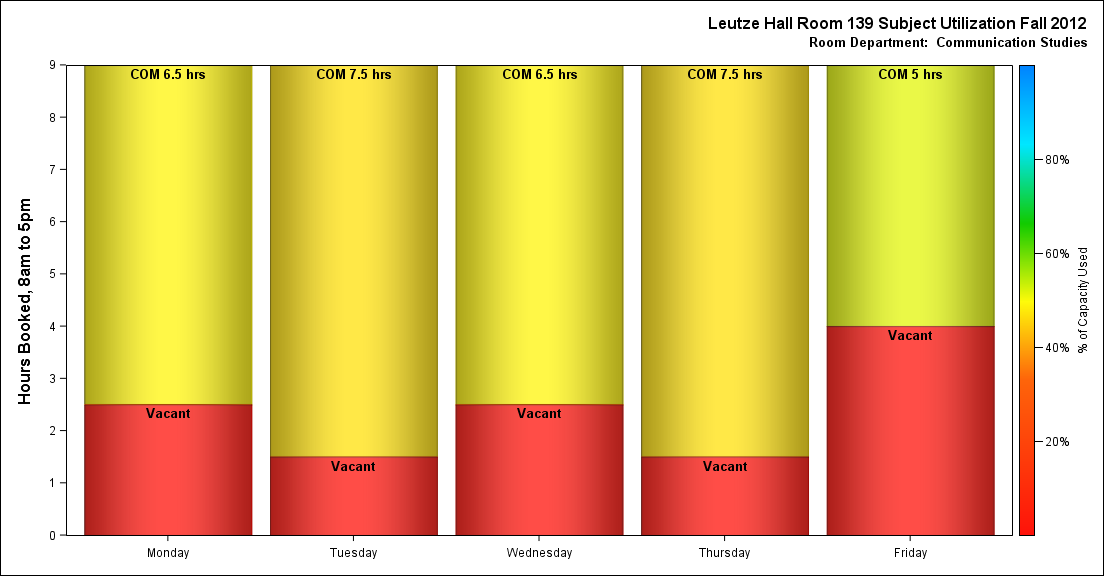 Leutze Hall Room 139 Subject Utilization Fall 2012
Room Department:  Communication Studies
Hours Booked, 8am to 5pm
9
8
7
6
5
4
3
2
1
0
COM 6.5 hrs
Vacant
COM 7.5 hrs
Vacant
COM 6.5 hrs
Vacant
COM 7.5 hrs
Vacant
COM 5 hrs
Vacant
Monday
Tuesday
Wednesday
Thursday
Friday
80%
60%
40%
20%
% of Capacity Used